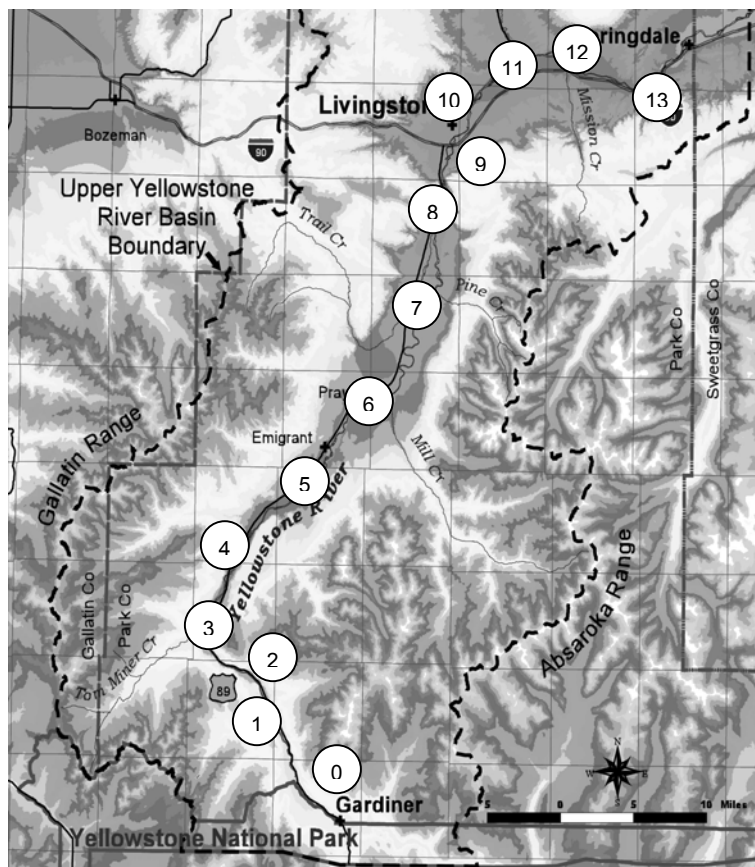 12
ringdale
11
10
Livingston
13
Bozeman
90
9
Mission Cr
Upper Yellowstone
River Basin
Boundary
8
Trail Cr
7
Pine Cr
Park Co
Sweetgrass Co
Pra
6
Emigrant
Mill Cr
Gallatin Range
5
Yellowstone River
4
Gallatin Co
Park Co
3
2
Absaroka Range
Tom Miner Cr
89
1
N
W E
S
0
5 0 5 10 Miles
Gardiner
Yellowstone National Park